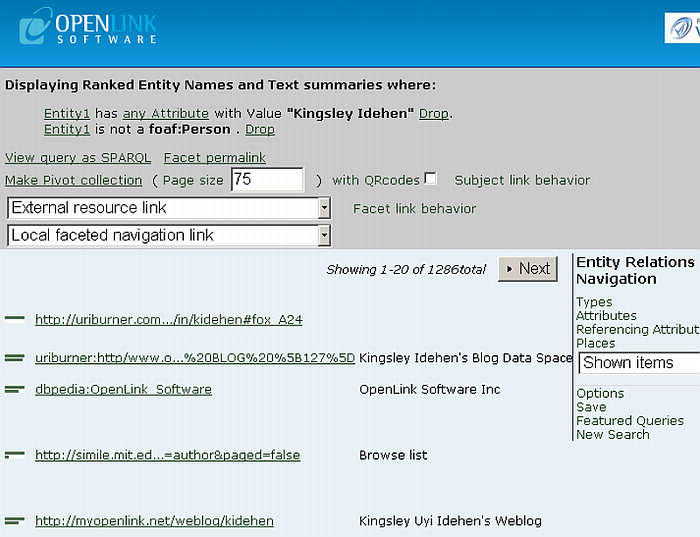 OPENLINK
SOFTWARE
Displaying Ranked Entity Names and Text summaries where:
Entity1 has any Attribute with Value "Kingsley Idehen" Drop.
Entity1 is not a foaf:Person . Drop
View query as SPARQL Facet permalink
Make Pivot collection ( Page size 75 ) with QRcodes Subject link behavior
External resource link Facet link behavior
Local faceted navigation link
Showing 1-20 of 1286total Next
Entity Relations
Navigation
Types
Attributes
Referencing Attribut
Places
Shown items
Options
Save
Featured Queries
New Search
http://uriburner.com.../in/kidehen#fox_A24
uriburner:http/www.o...%20BLOG%20%5B127%5D Kingsley Idehen's Blog Data Space
dbpedia:OpenLink_Software OpenLink Software Inc
http://simile.mit.ed...=author&paged=false Browse list
http://myopenlink.net/weblog/kidehen Kingsley Uyi Idehen's Weblog